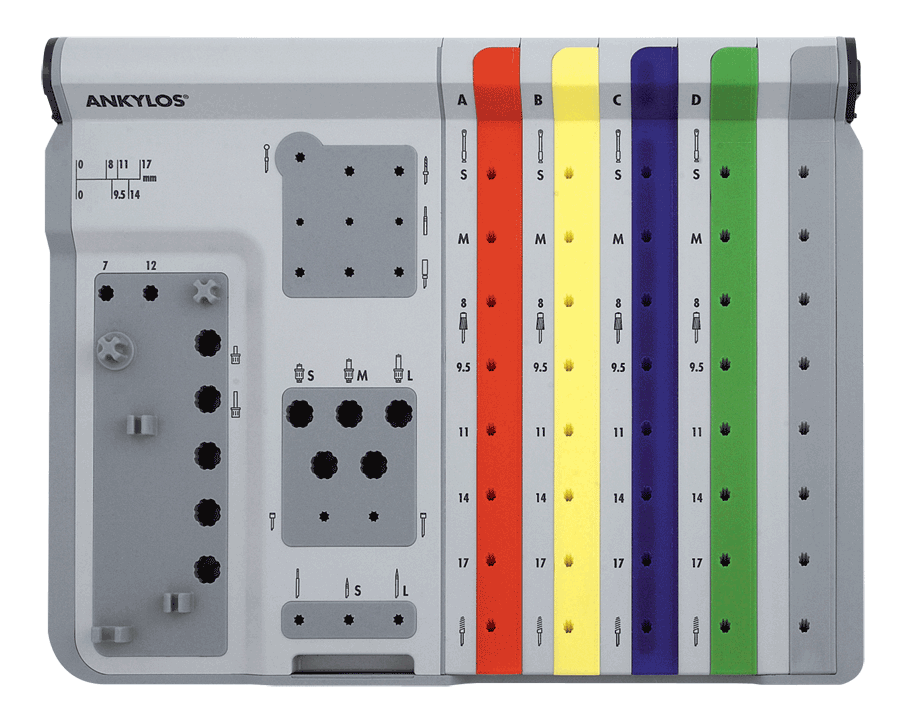 ANKYLOS®
0 8 11 17
mm
0 9.5 14
7 12
S M L
S L
A B C D
S S S S
M M M M
8 8 8 8
9.5 9.5 9.5 9.5
11 11 11 11
14 14 14 14
17 17 17 17